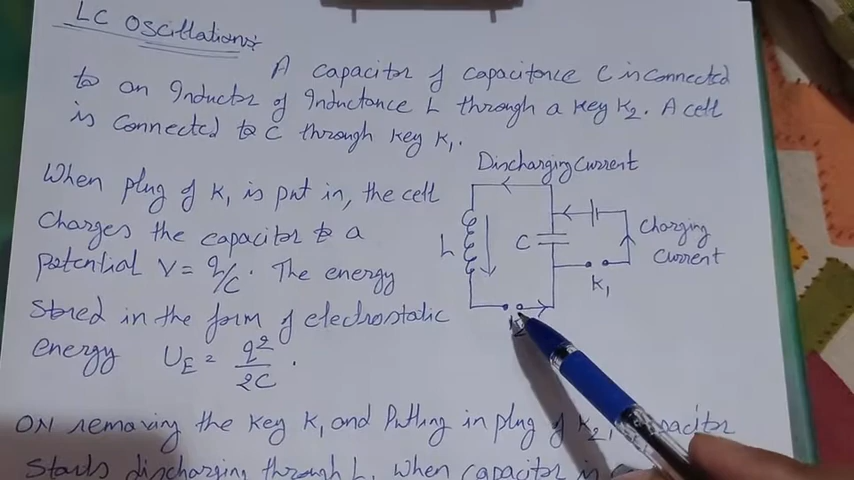 LC Oscillations:
A capacitor of capacitance C is connected
to an Inductor of Inductance L through a key K2. A cell
is connected to C through key K1.
When plug of K1 is put in, the cell
charges the capacitor to a
potential V = q/C. The energy
stored in the form of electrostatic
energy UE = q²/2C.
Discharging Current
L
C
Charging
Current
K1
ON removing the key K1 and Putting in plug of K2, capacitor
starts discharging through L. When capacitor is